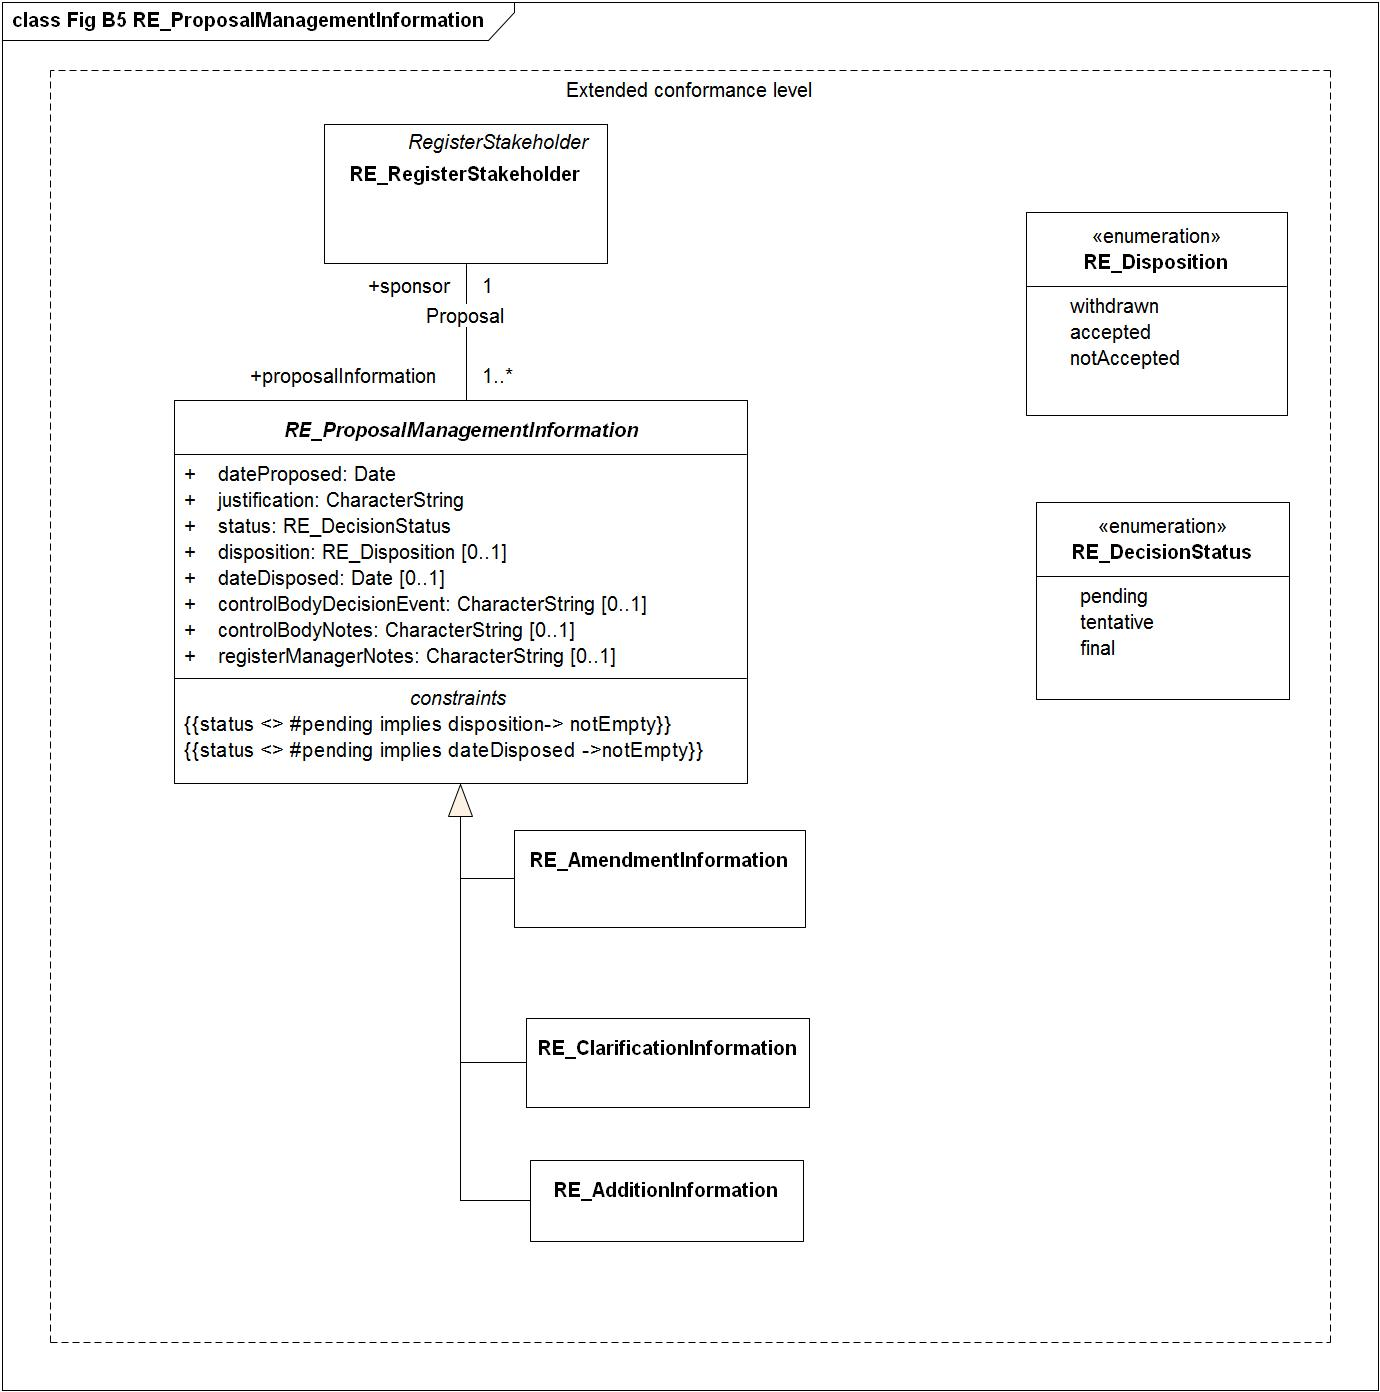 class Fig B5 RE_ProposalManagementInformation
Extended conformance level
RegisterStakeholder
RE_RegisterStakeholder
+sponsor 1
Proposal
+proposalInformation 1..*
RE_ProposalManagementInformation
+ dateProposed: Date
+ justification: CharacterString
+ status: RE_DecisionStatus
+ disposition: RE_Disposition [0..1]
+ dateDisposed: Date [0..1]
+ controlBodyDecisionEvent: CharacterString [0..1]
+ controlBodyNotes: CharacterString [0..1]
+ registerManagerNotes: CharacterString [0..1]
constraints
{{status <> #pending implies disposition-> notEmpty}}
{{status <> #pending implies dateDisposed ->notEmpty}}
RE_AmendmentInformation
RE_ClarificationInformation
RE_AdditionInformation
«enumeration»
RE_Disposition
withdrawn
accepted
notAccepted
«enumeration»
RE_DecisionStatus
pending
tentative
final